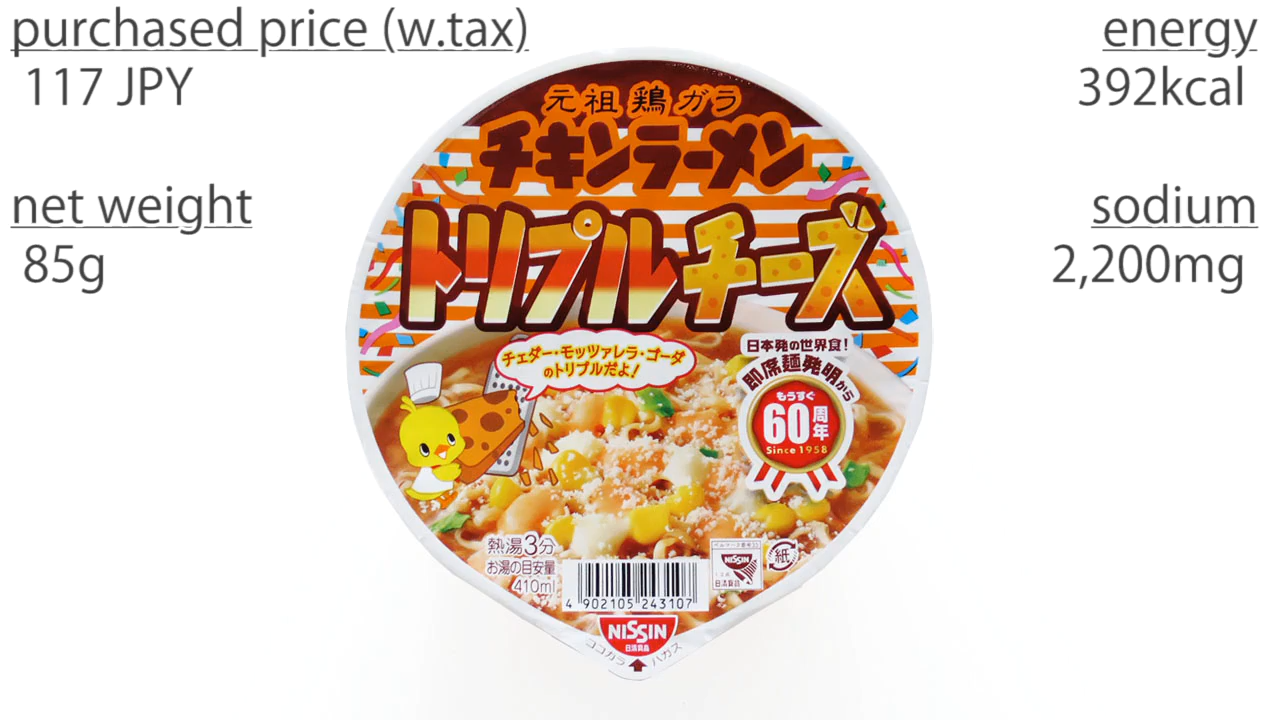 purchased price (w.tax)
117 JPY
net weight
85g
energy
392kcal
sodium
2,200mg
元祖鶏ガラ
チキンラーメン
トリプルチーズ
チェダー・モッツァレラ・ゴーダ
のトリプルだよ!
日本発の世界食!
即席麺発明から
もうすぐ
60周年
Since 1958
熱湯3分
お湯の目安量
410ml
4 902105 243107
NISSIN
日清食品
紙
NISSIN
日清食品
ココカラ ハガス